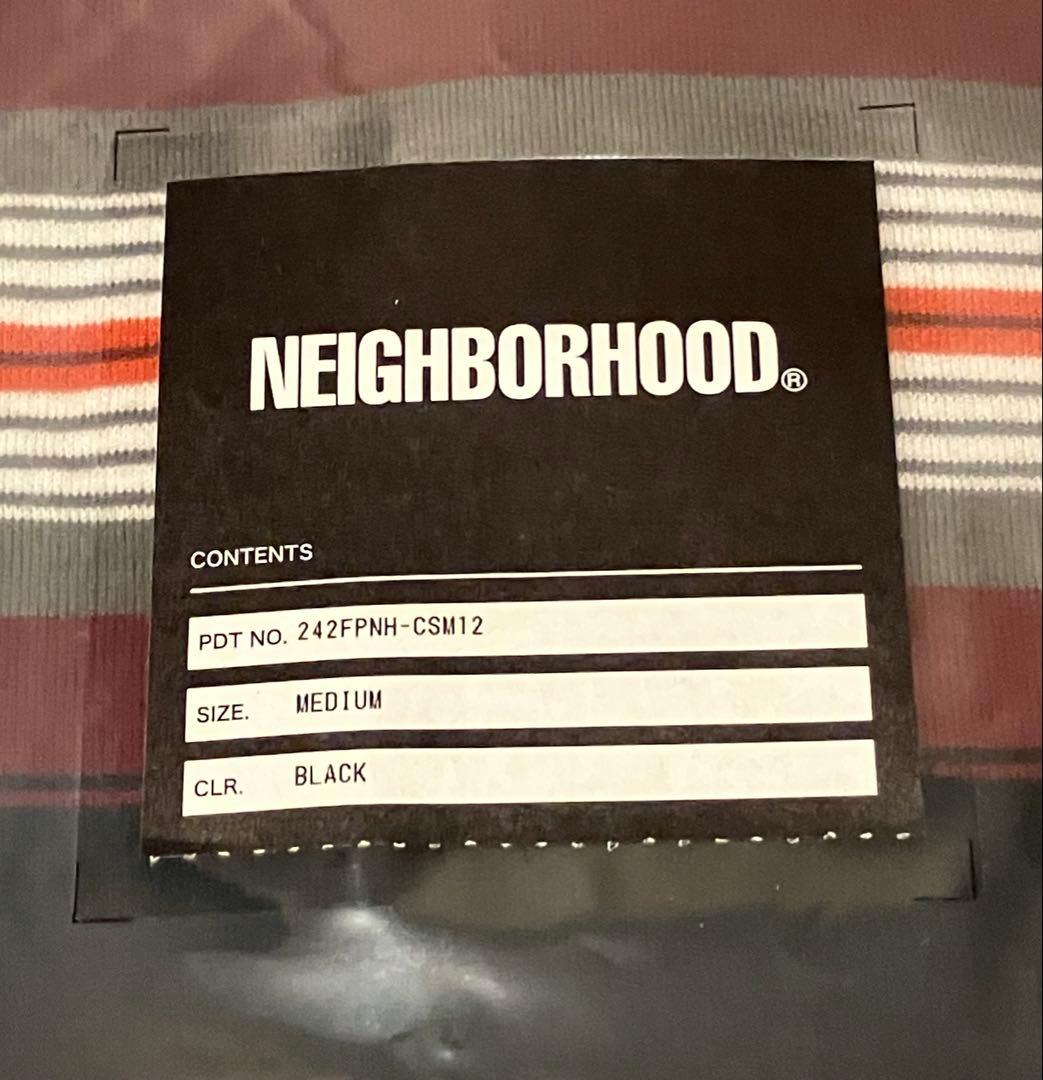 NEIGHBORHOOD®
CONTENTS
PDT NO. 242FPNH-CSM12
SIZE. MEDIUM
CLR. BLACK